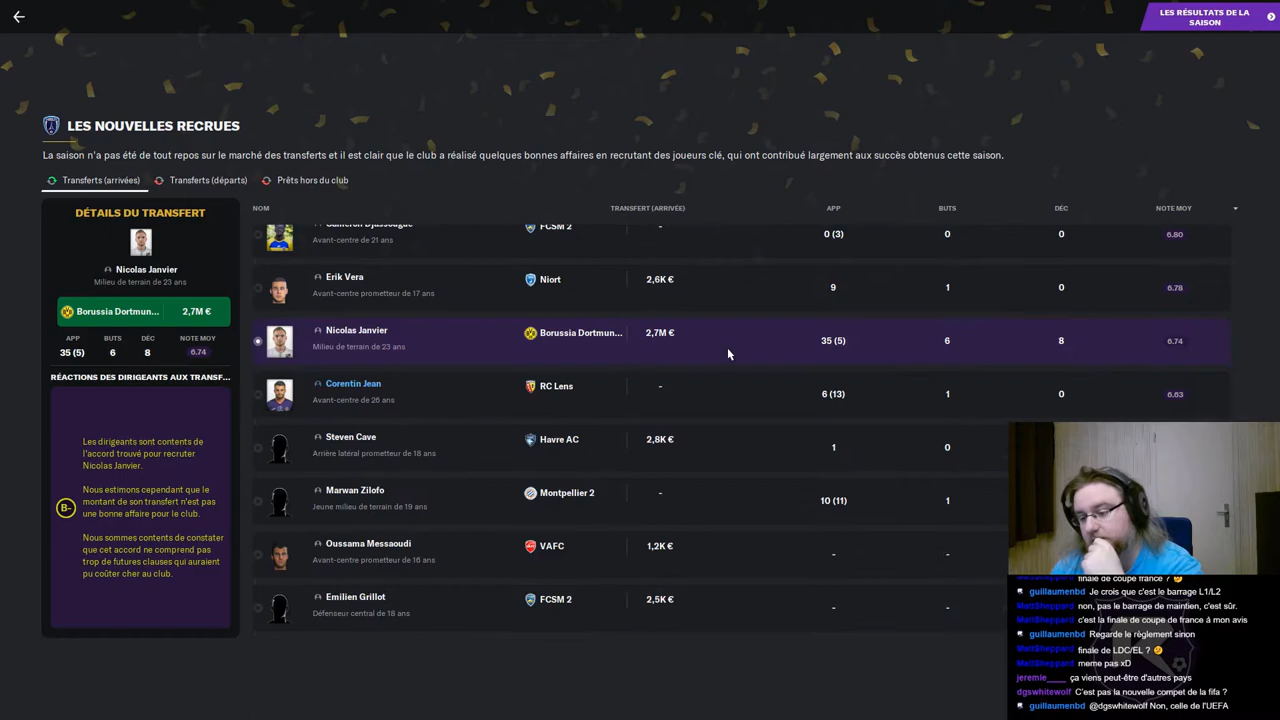 LES RÉSULTATS DE LA
SAISON
LES NOUVELLES RECRUES
La saison n'a pas été de tout repos sur le marché des transferts et il est clair que le club a réalisé quelques bonnes affaires en recrutant des joueurs clé, qui ont contribué largement aux succès obtenus cette saison.
Transferts (arrivées) Transferts (départs) Prêts hors du club
DÉTAILS DU TRANSFERT
Nicolas Janvier
Milieu de terrain de 23 ans
Borussia Dortmun... 2,7M €
APP BUTS DÉC NOTE MOY
35 (5) 6 8 6.74
RÉACTIONS DES DIRIGEANTS AUX TRANSF...
Les dirigeants sont contents de
l'accord trouvé pour recruter
Nicolas Janvier.
Nous estimons cependant que le
montant de son transfert n'est pas
une bonne affaire pour le club.
B-
Nous sommes contents de constater
que cet accord ne comprend pas
trop de futures clauses qui auraient
pu coûter cher au club.
NOM TRANSFERT (ARRIVÉE) APP BUTS DÉC NOTE MOY
FCSM 2 - 0 (3) 0 0 6.80
Avant-centre de 21 ans
Erik Vera Niort 2,6K € 9 1 0 6.78
Avant-centre prometteur de 17 ans
Nicolas Janvier Borussia Dortmun... 2,7M € 35 (5) 6 8 6.74
Milieu de terrain de 23 ans
Corentin Jean RC Lens - 6 (13) 1 0 6.63
Avant-centre de 26 ans
Steven Cave Havre AC 2,8K € 1 0
Arrière latéral prometteur de 18 ans
Marwan Zilofo Montpellier 2 - 10 (11) 1
Jeune milieu de terrain de 19 ans
Oussama Messaoudi VAFC 1,2K € - -
Avant-centre prometteur de 16 ans
Emilien Grillot FCSM 2 2,5K € - -
Défenseur central de 18 ans
MattSheppard finale de coupe france ? 🤔
guillaumenbd Je crois que c'est le barrage L1/L2
MattSheppard non, pas le barrage de maintien, c'est sûr.
MattSheppard c'est la finale de coupe de france à mon avis
guillaumenbd Regarde le règlement sinon
MattSheppard finale de LDC/EL ? 😕
MattSheppard meme pas xD
jeremie____ ça viens peut-être d'autres pays
dgswhitewolf C'est pas la nouvelle compet de la fifa ?
guillaumenbd @dgswhitewolf Non, celle de l'UEFA